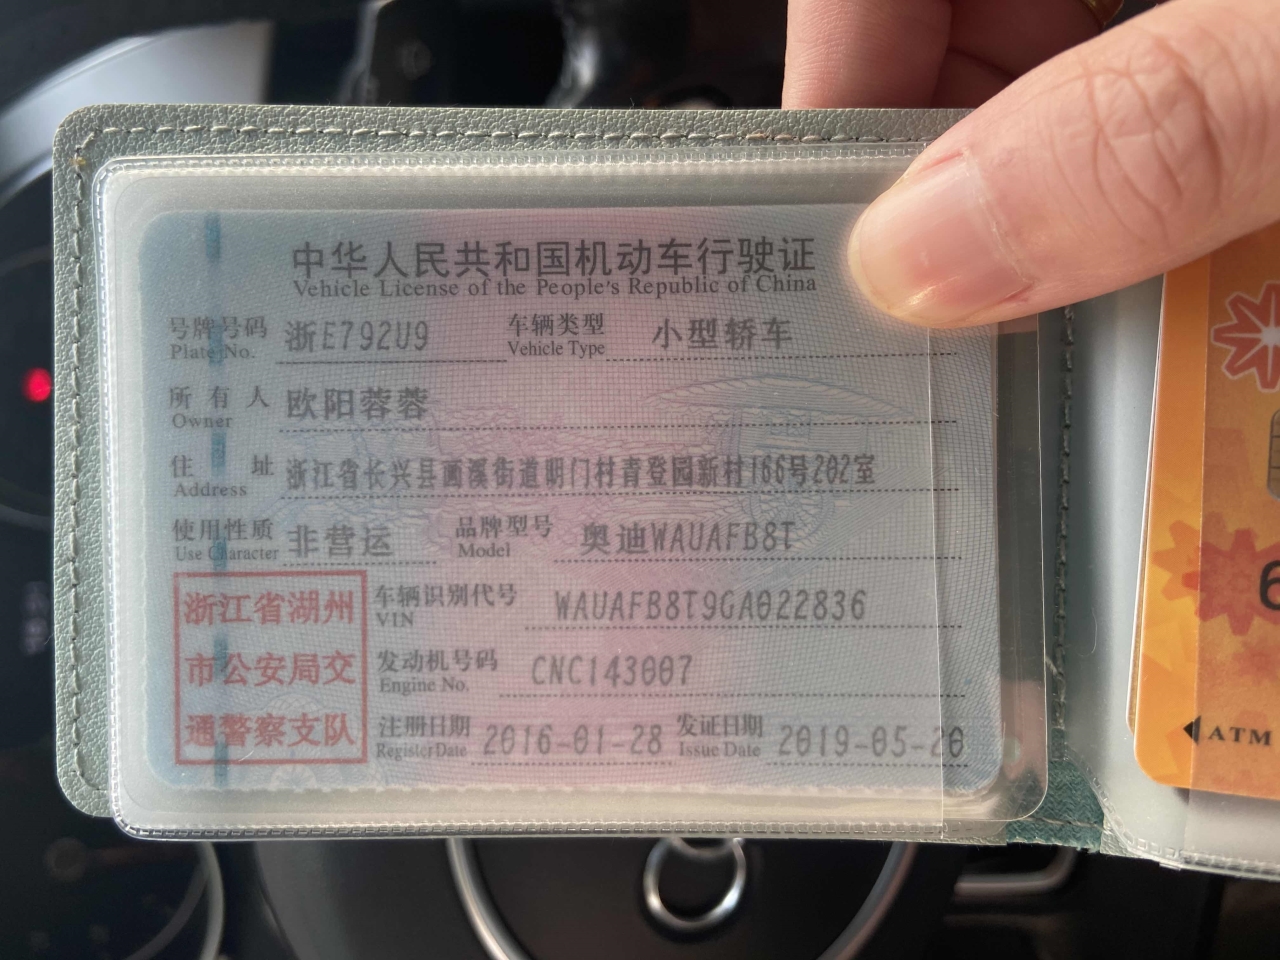 中华人民共和国机动车行驶证
Vehicle License of the People's Republic of China
号牌号码 浙E792U9 车辆类型 小型轿车
Plate No. Vehicle Type
所有人 欧阳蓉蓉
Owner
住址 浙江省长兴县画溪街道明门村青登园新村166号202室
Address
使用性质 非营运 品牌型号 奥迪WAUAFB8T
Use Character Model
浙江省湖州
市公安局交
通警察支队
车辆识别代号 WAUAFB8T9GA022836
VIN
发动机号码 CNC143007
Engine No.
注册日期 2016-01-28 发证日期 2019-05-20
Register Date Issue Date
6
ATM